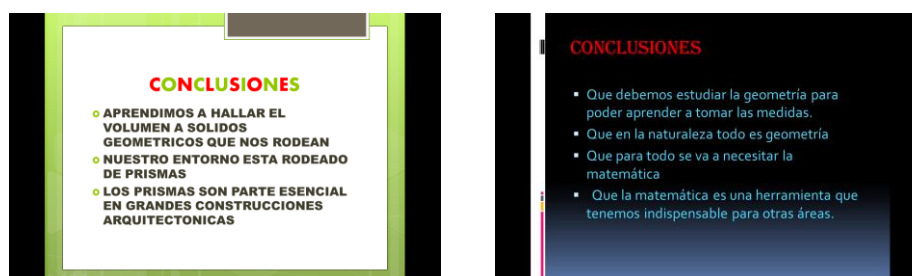 CONCLUSIONES
APRENDIMOS A HALLAR EL
VOLUMEN A SOLIDOS
GEOMETRICOS QUE NOS RODEAN
NUESTRO ENTORNO ESTA RODEADO
DE PRISMAS
LOS PRISMAS SON PARTE ESENCIAL
EN GRANDES CONSTRUCCIONES
ARQUITECTONICAS
CONCLUSIONES
Que debemos estudiar la geometría para
poder aprender a tomar las medidas.
Que en la naturaleza todo es geometría
Que para todo se va a necesitar la
matemática
Que la matemática es una herramienta que
tenemos indispensable para otras áreas.